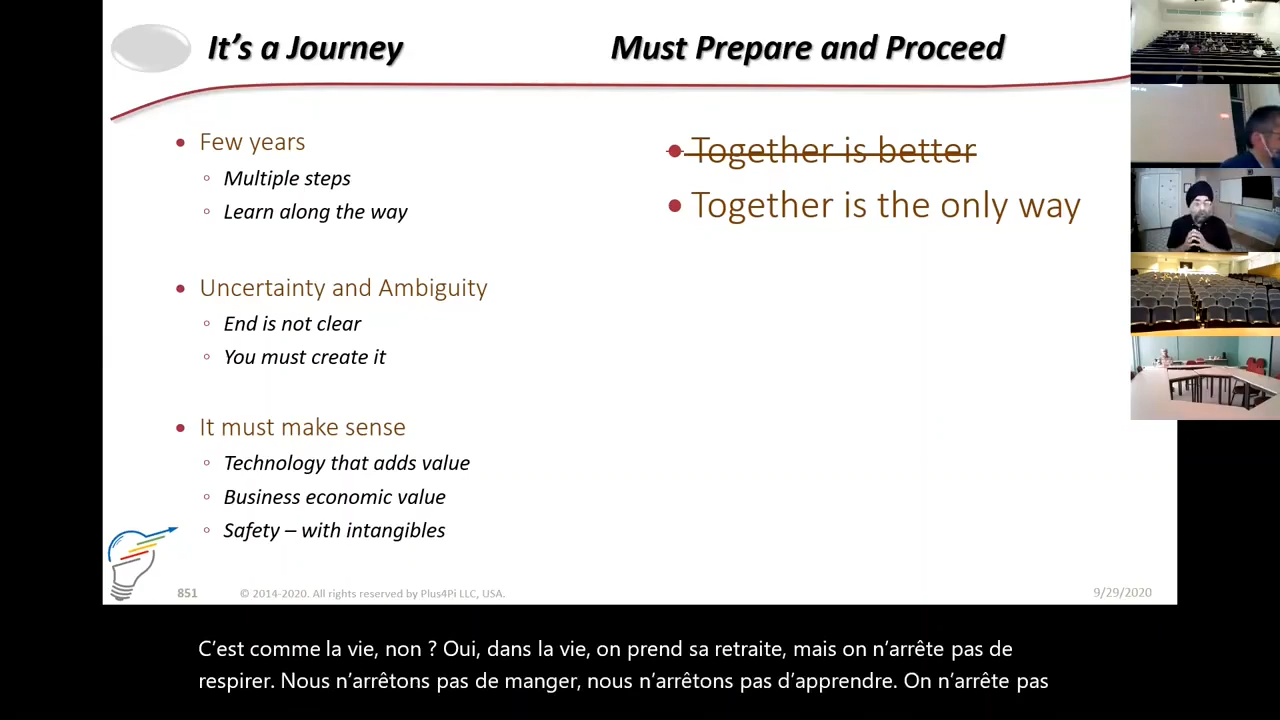 It's a Journey
Must Prepare and Proceed
• Few years
◦ Multiple steps
◦ Learn along the way
• Uncertainty and Ambiguity
◦ End is not clear
◦ You must create it
• It must make sense
◦ Technology that adds value
◦ Business economic value
◦ Safety – with intangibles
• Together is better
• Together is the only way
851
© 2014-2020. All rights reserved by Plus4Pi LLC, USA.
9/29/2020
C'est comme la vie, non ? Oui, dans la vie, on prend sa retraite, mais on n'arrête pas de
respirer. Nous n'arrêtons pas de manger, nous n'arrêtons pas d'apprendre. On n'arrête pas